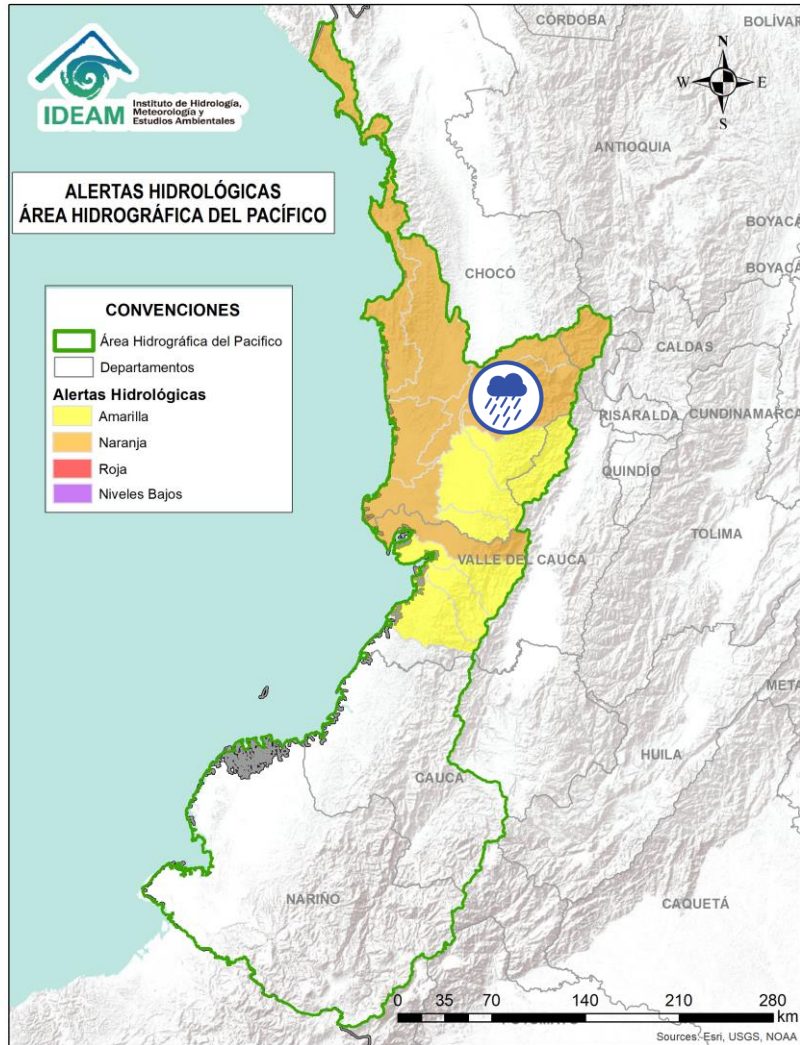 IDEAM
Instituto de Hidrología,
Meteorología y
Estudios Ambientales
ALERTAS HIDROLÓGICAS
ÁREA HIDROGRÁFICA DEL PACÍFICO
CONVENCIONES
Área Hidrográfica del Pacifico
Departamentos
Alertas Hidrológicas
Amarilla
Naranja
Roja
Niveles Bajos
CÓRDOBA
BOLÍVAR
N
W
E
S
ANTIOQUIA
BOYACÁ
CHOCÓ
BOYACÁ
CALDAS
RISARALDA
CUNDINAMARCA
QUINDÍO
TOLIMA
VALLE DEL CAUCA
META
HUILA
CAUCA
NARIÑO
CAQUETÁ
0 35 70 140 210 280
km
Sources: Esri, USGS, NOAA